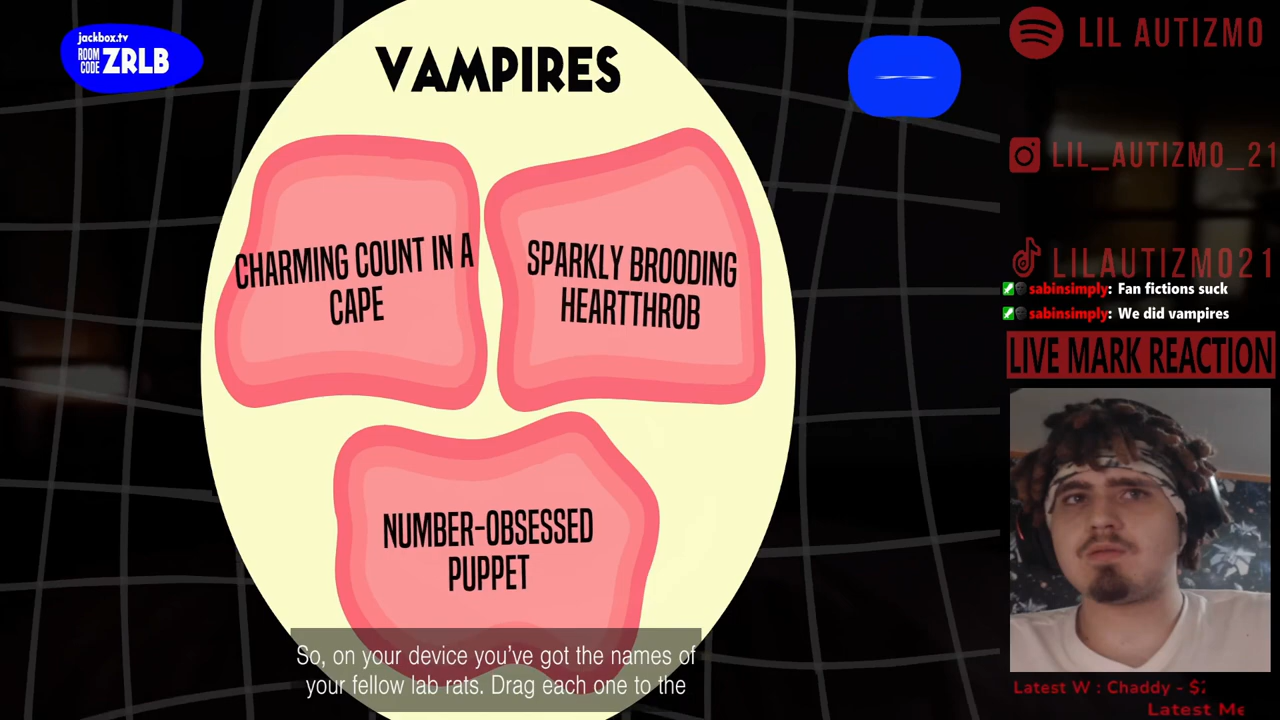 jackbox.tv
ROOM CODE ZRLB
VAMPIRES
CHARMING COUNT IN A
CAPE
SPARKLY BROODING
HEARTTHROB
NUMBER-OBSESSED
PUPPET
So, on your device you've got the names of
your fellow lab rats. Drag each one to the
LIL AUTIZMO
LIL_AUTIZMO_21
LILAUTIZMO21
sabinsimply: Fan fictions suck
sabinsimply: We did vampires
LIVE MARK REACTION
Latest W : Chaddy - $
Latest